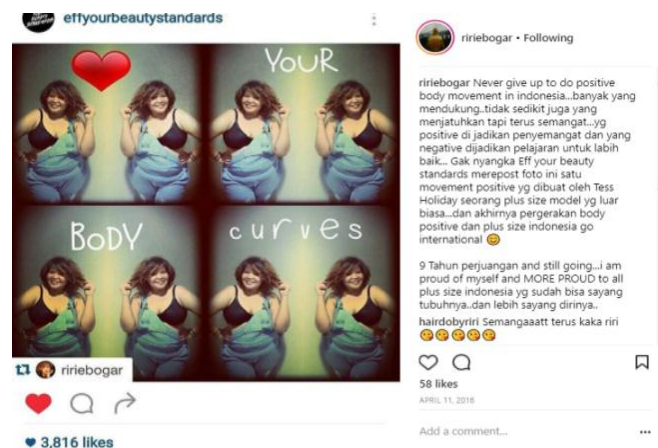 effyourbeautystandards
YOUR
BODY
curves
ririebogar
3,816 likes
ririebogar • Following
ririebogar Never give up to do positive
body movement in indonesia...banyak yang
mendukung..tidak sedikit juga yang
menjatuhkan tapi terus semangat...yg
positive di jadikan penyemangat dan yang
negative dijadikan pelajaran untuk labih
baik... Gak nyangka Eff your beauty
standards merepost foto ini satu
movement positive yg dibuat oleh Tess
Holiday seorang plus size model yg luar
biasa...dan akhirnya pergerakan body
positive dan plus size indonesia go
international 😊
9 Tahun perjuangan and still going...i am
proud of myself and MORE PROUD to all
plus size indonesia yg sudah bisa sayang
tubuhnya..dan lebih sayang dirinya..
hairdobyriri Semangaaatt terus kaka riri
😘😘😘😘😘
58 likes
APRIL 11, 2016
Add a comment...